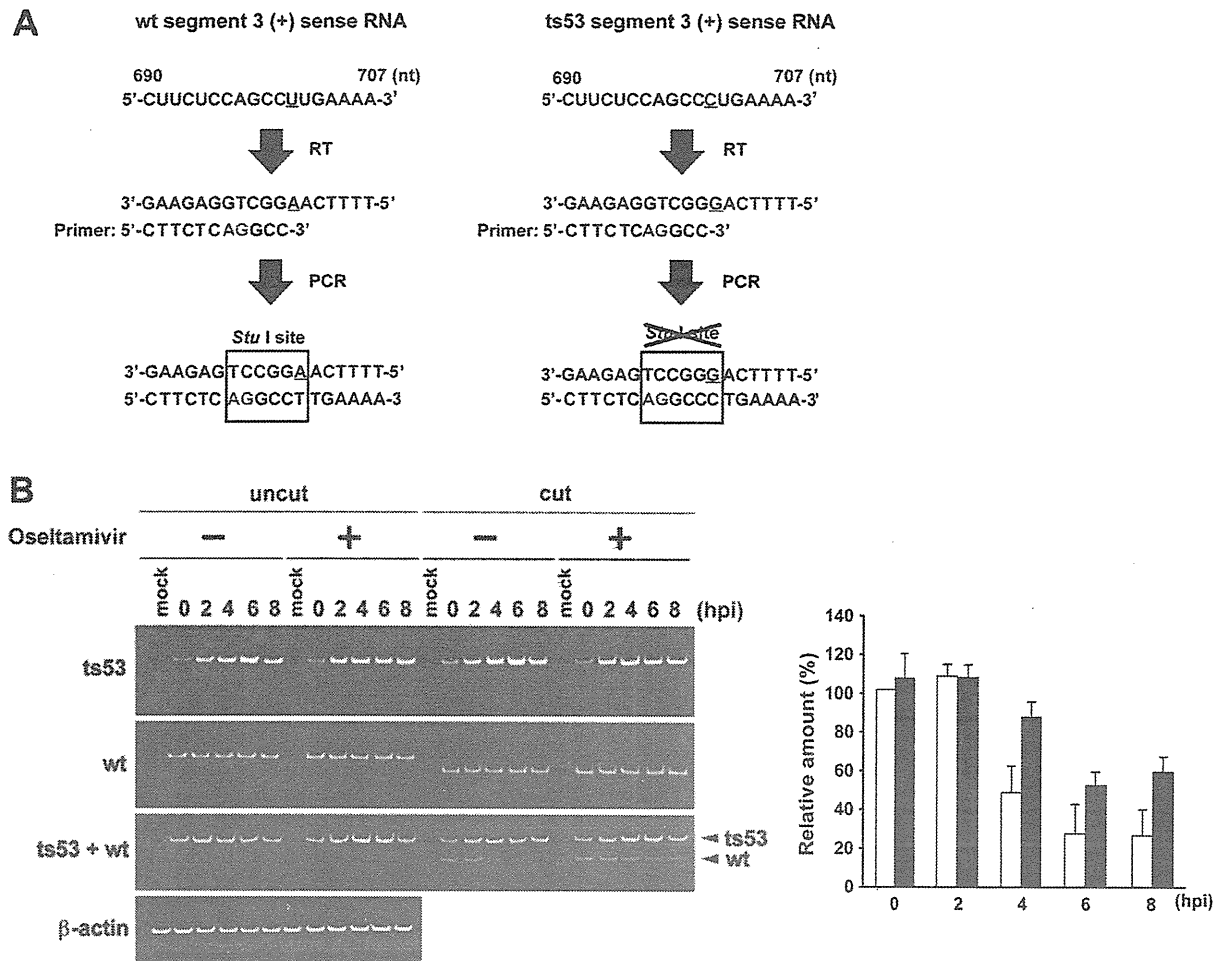 A
wt segment 3 (+) sense RNA
690 707 (nt)
5'-CUUCUCCAGCCUUGAAAA-3'
RT
3'-GAAGAGGTCGGAACTTTT-5'
Primer: 5'-CTTCTCAGGCC-3'
PCR
Stu I site
3'-GAAGAGTCCGGAACTTTT-5'
5'-CTTCTCAGGCCTTGAAAA-3
ts53 segment 3 (+) sense RNA
690 707 (nt)
5'-CUUCUCCAGCCCUGAAAA-3'
RT
3'-GAAGAGGTCGGGACTTTT-5'
Primer: 5'-CTTCTCAGGCC-3'
PCR
Stu I site
3'-GAAGAGTCCGGGACTTTT-5'
5'-CTTCTCAGGCCCTGAAAA-3'
B
uncut cut
Oseltamivir − + − +
mock 0 2 4 6 8 mock 0 2 4 6 8 mock 0 2 4 6 8 mock 0 2 4 6 8 (hpi)
ts53
wt
ts53 + wt
ts53
wt
β-actin
Relative amount (%)
140
120
100
80
60
40
20
0
0 2 4 6 8 (hpi)